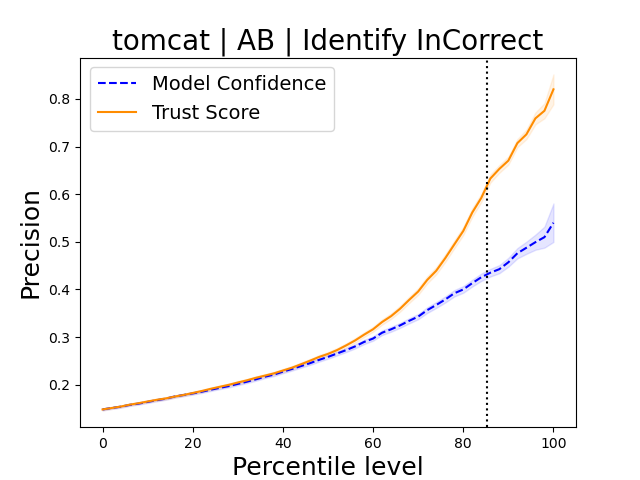 tomcat | AB | Identify InCorrect
Model Confidence
Trust Score
Precision
0.8
0.7
0.6
0.5
0.4
0.3
0.2
0 20 40 60 80 100
Percentile level